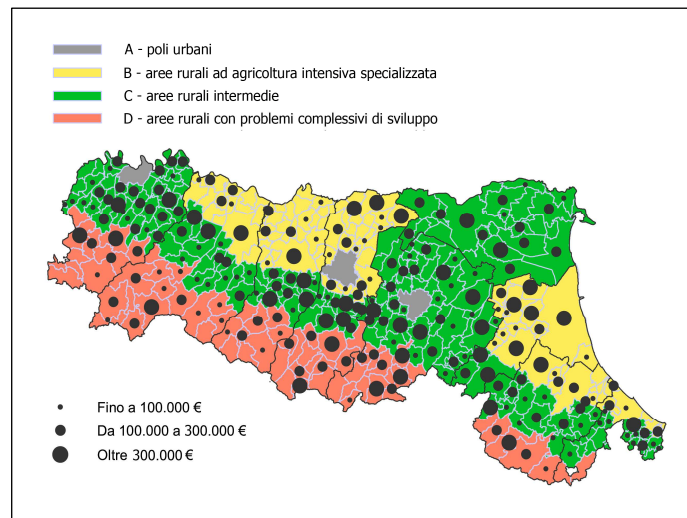 A - poli urbani
B - aree rurali ad agricoltura intensiva specializzata
C - aree rurali intermedie
D - aree rurali con problemi complessivi di sviluppo
Fino a 100.000 €
Da 100.000 a 300.000 €
Oltre 300.000 €